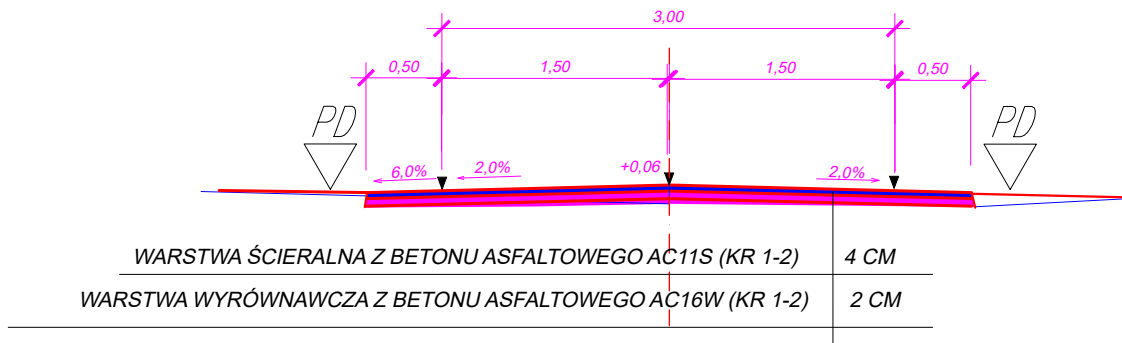 3,00
0,50 1,50 1,50 0,50
PD PD
6,0% 2,0% +0,06 2,0%
WARSTWA ŚCIERALNA Z BETONU ASFALTOWEGO AC11S (KR 1-2) 4 CM
WARSTWA WYRÓWNAWCZA Z BETONU ASFALTOWEGO AC16W (KR 1-2) 2 CM